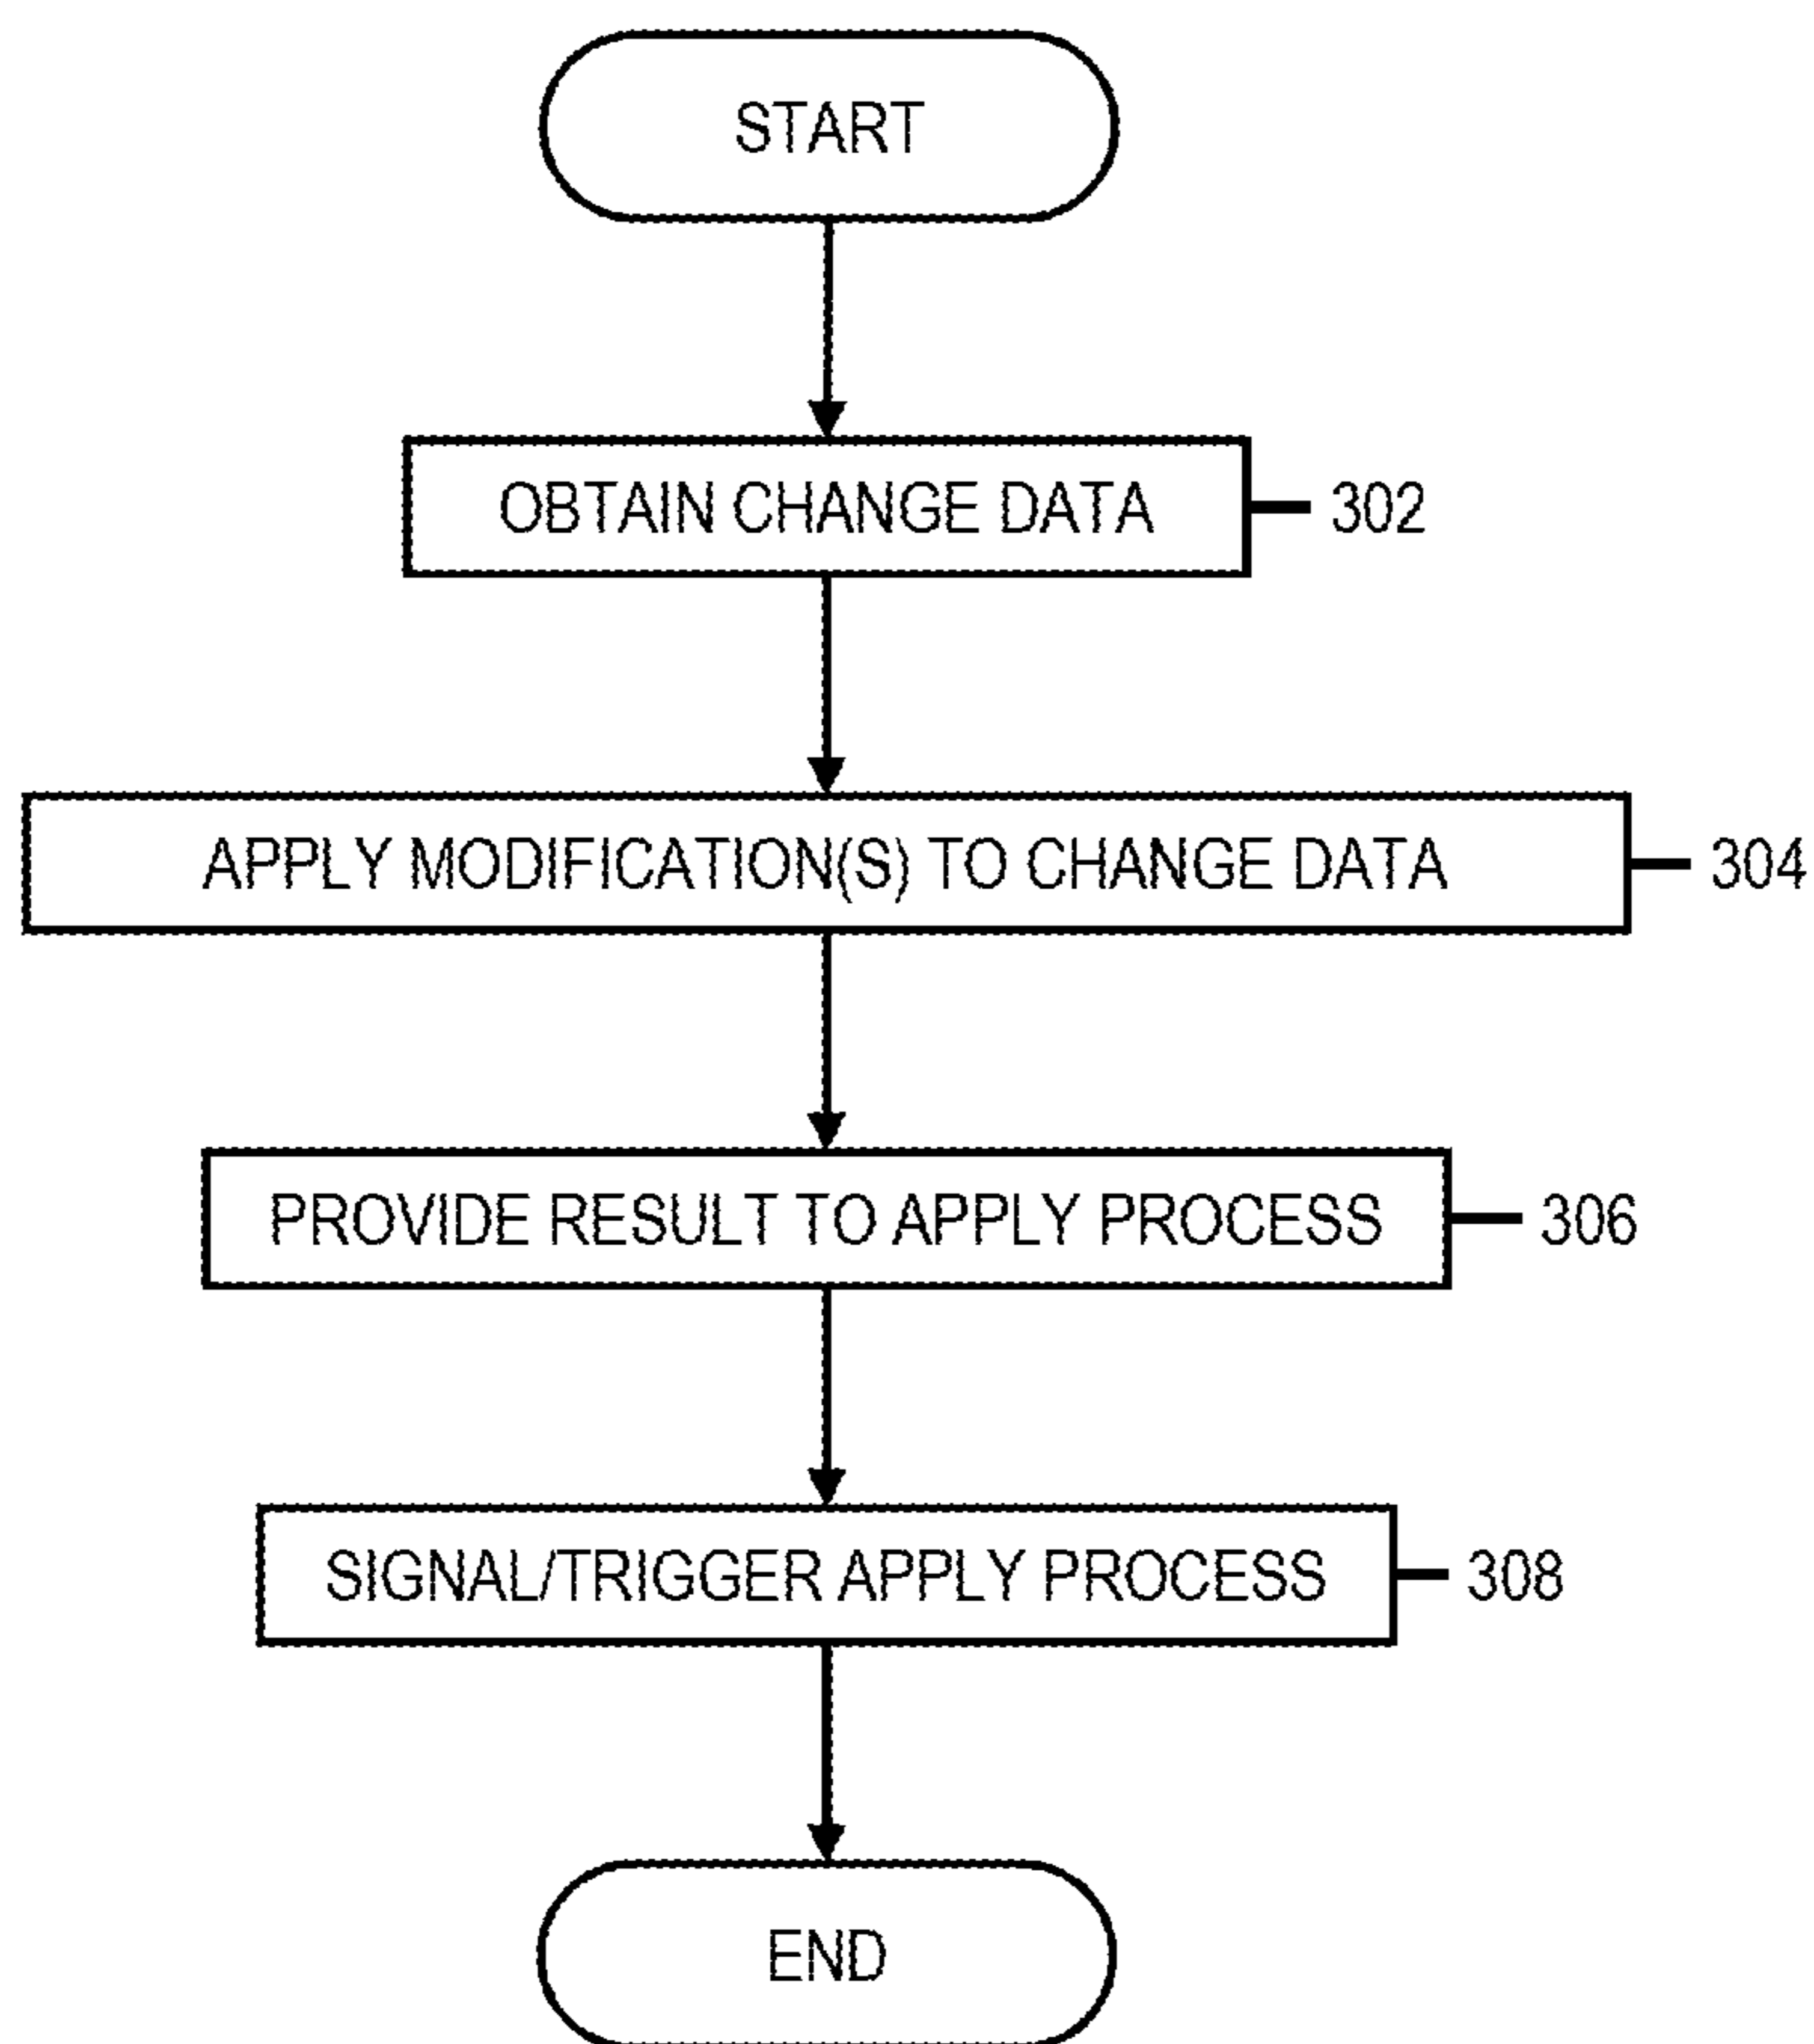 START
OBTAIN CHANGE DATA 302
APPLY MODIFICATION(S) TO CHANGE DATA 304
PROVIDE RESULT TO APPLY PROCESS 306
SIGNAL/TRIGGER APPLY PROCESS 308
END